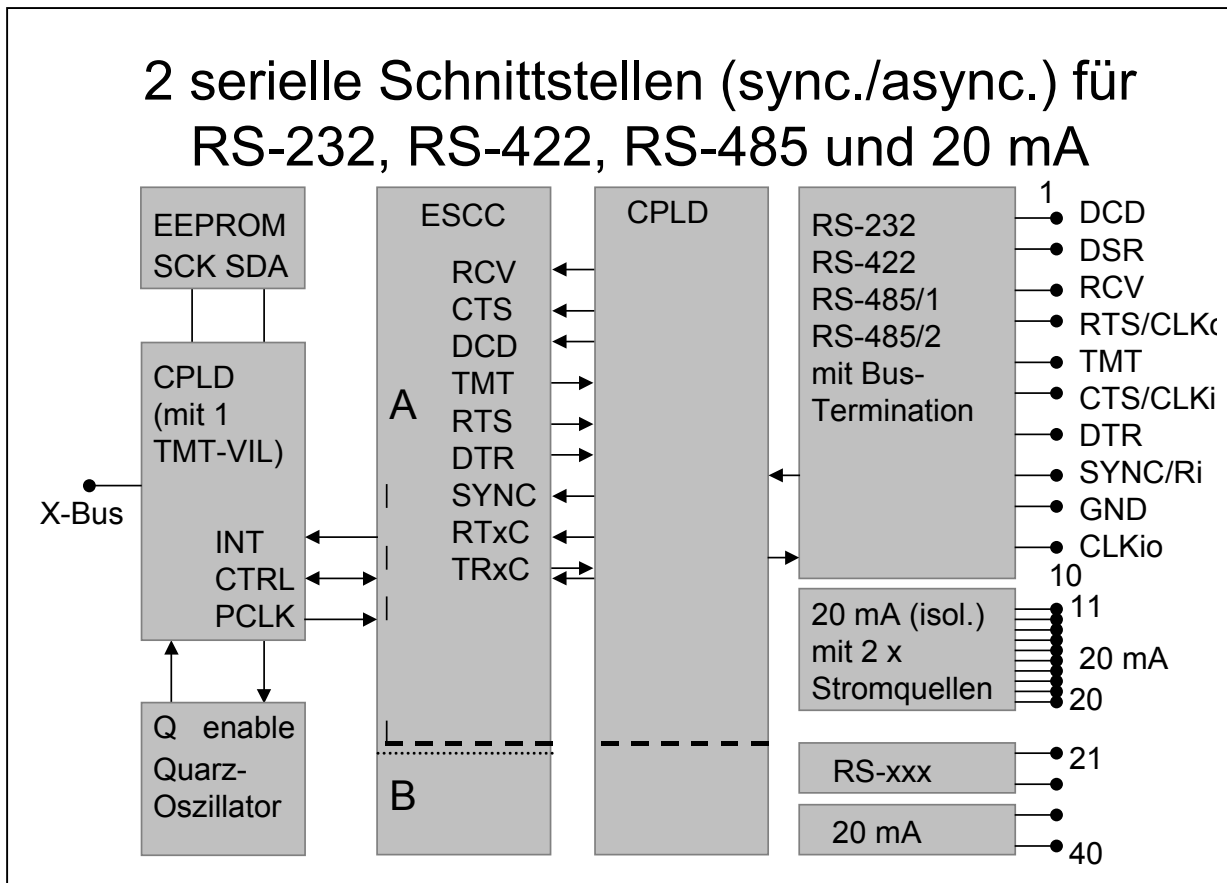 2 serielle Schnittstellen (sync./async.) für
RS-232, RS-422, RS-485 und 20 mA
EEPROM
SCK SDA
CPLD
(mit 1
TMT-VIL)
X-Bus
INT
CTRL
PCLK
Q enable
Quarz-
Oszillator
ESCC
A
RCV
CTS
DCD
TMT
RTS
DTR
SYNC
RTxC
TRxC
B
CPLD
RS-232
RS-422
RS-485/1
RS-485/2
mit Bus-
Termination
1
DCD
DSR
RCV
RTS/CLKo
TMT
CTS/CLKi
DTR
SYNC/Ri
GND
CLKio
10
20 mA (isol.)
mit 2 x
Stromquellen
11
20 mA
20
RS-xxx
21
20 mA
40